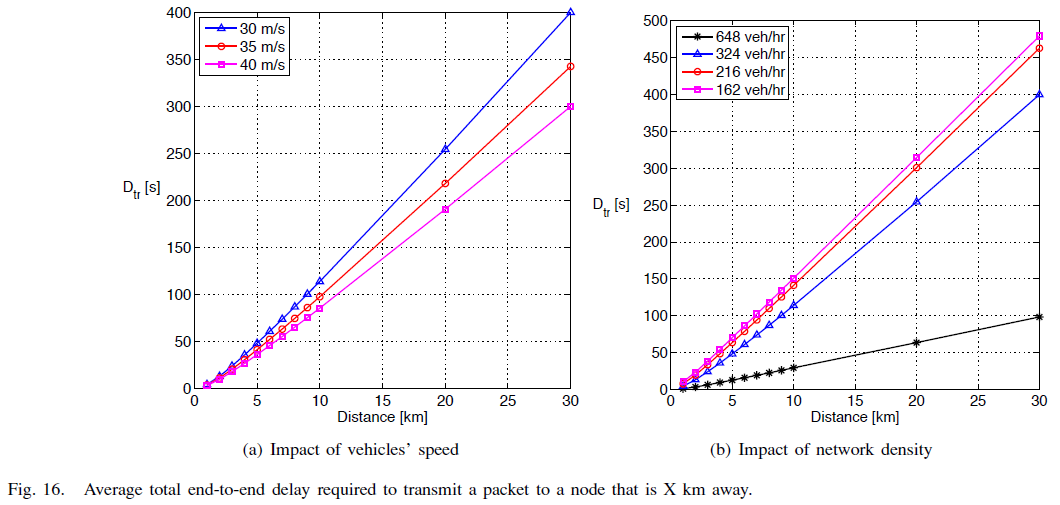 400
350
300
250
200
150
100
50
0
D_tr [s]
30 m/s
35 m/s
40 m/s
0 5 10 15 20 25 30
Distance [km]
(a) Impact of vehicles' speed
500
450
400
350
300
250
200
150
100
50
0
D_tr [s]
648 veh/hr
324 veh/hr
216 veh/hr
162 veh/hr
0 5 10 15 20 25 30
Distance [km]
(b) Impact of network density
Fig. 16. Average total end-to-end delay required to transmit a packet to a node that is X km away.